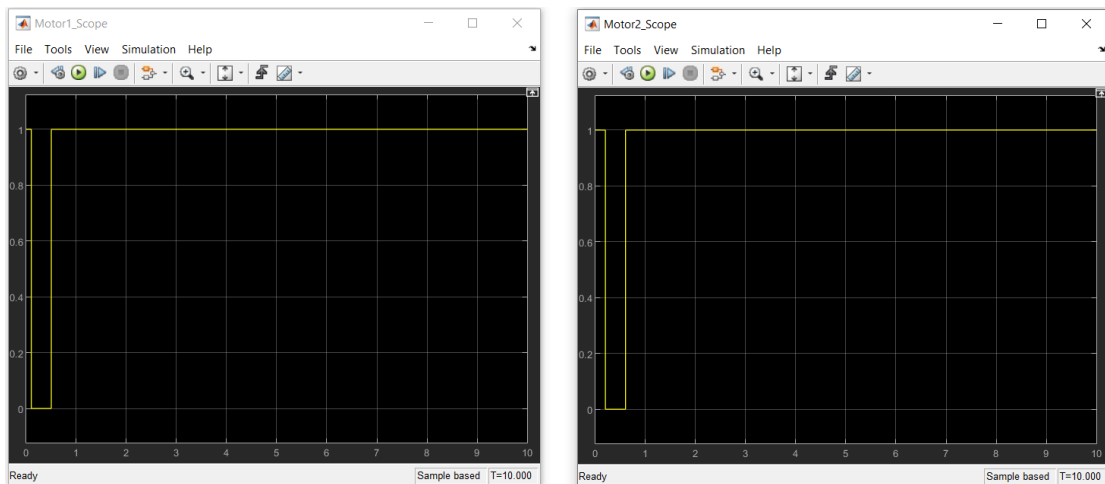 Motor1_Scope
File Tools View Simulation Help
1
0.8
0.6
0.4
0.2
0
0 1 2 3 4 5 6 7 8 9 10
Ready Sample based T=10.000
Motor2_Scope
File Tools View Simulation Help
1
0.8
0.6
0.4
0.2
0
0 1 2 3 4 5 6 7 8 9 10
Ready Sample based T=10.000